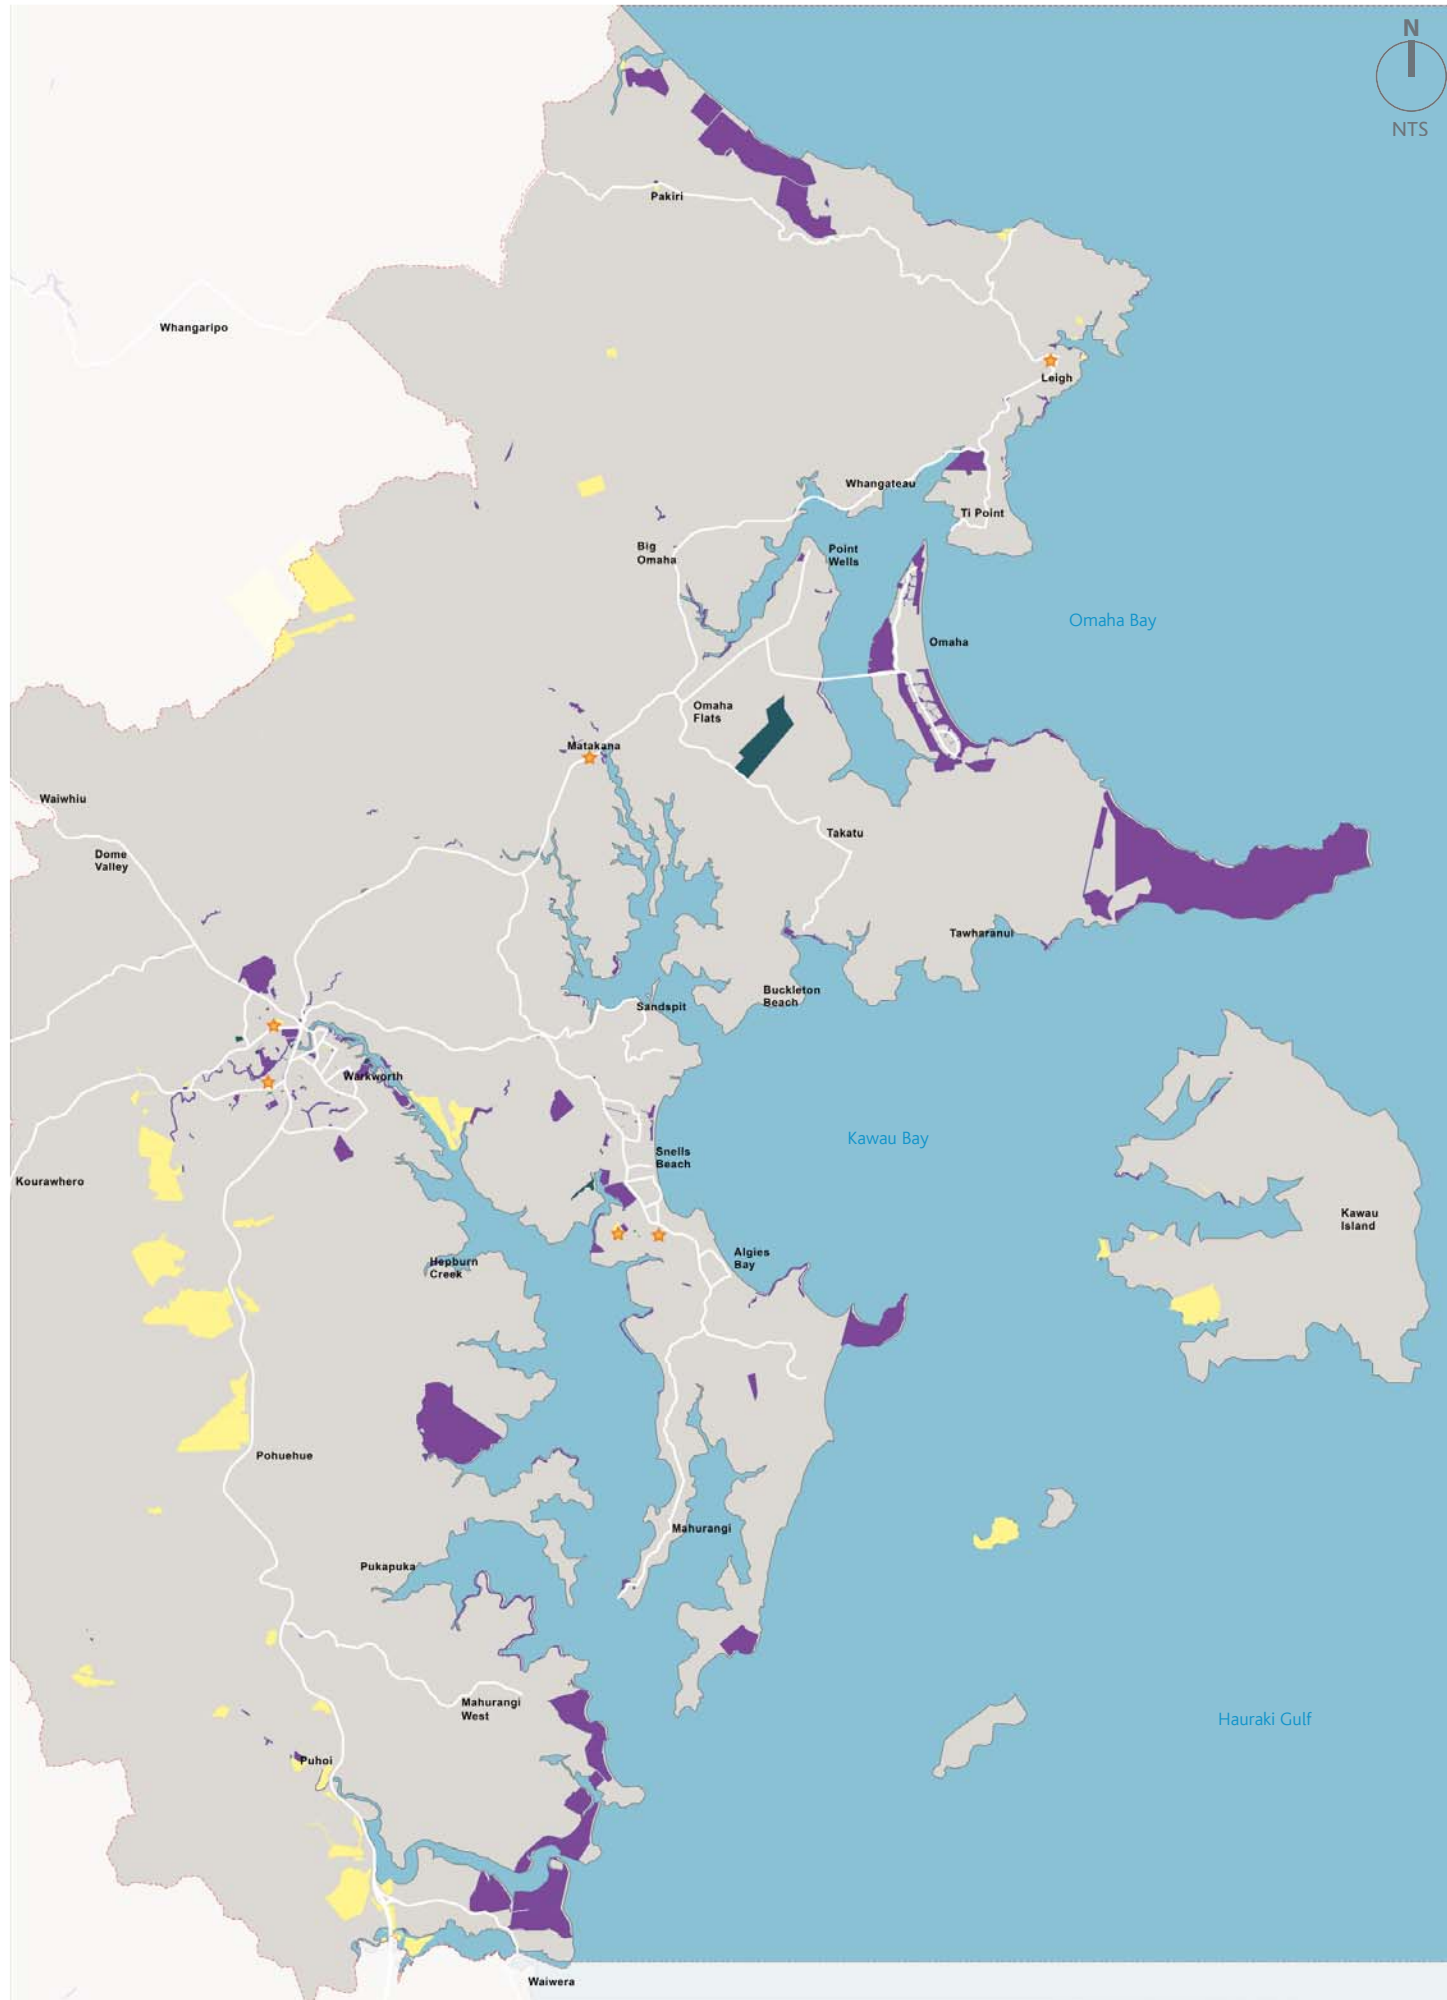 N
NTS
Pakiri
Whangaripo
Leigh
Whangateau
Ti Point
Big
Omaha
Point
Wells
Omaha Bay
Omaha
Omaha
Flats
Matakana
Waiwhiu
Takatu
Dome
Valley
Tawharanui
Buckleton
Beach
Sandspit
Warkworth
Kawau Bay
Snells
Beach
Kourawhero
Kawau
Island
Algies
Bay
Hepburn
Creek
Pohuehue
Mahurangi
Pukapuka
Mahurangi
West
Hauraki Gulf
Puhoi
Waiwera